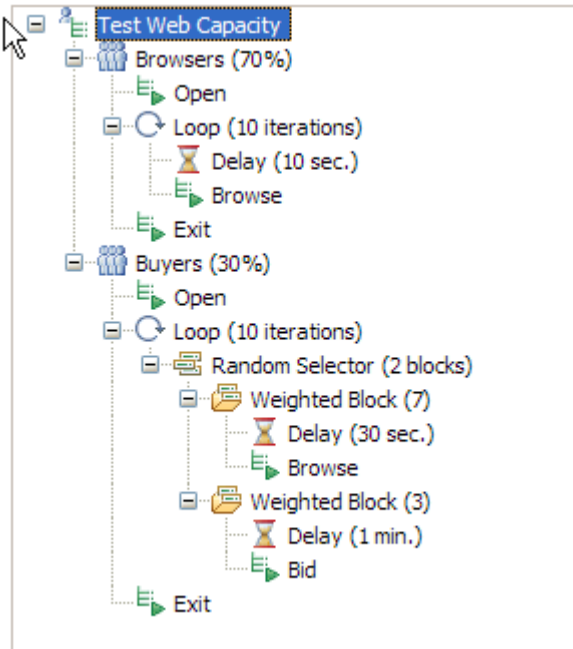 Test Web Capacity
Browsers (70%)
Open
Loop (10 iterations)
Delay (10 sec.)
Browse
Exit
Buyers (30%)
Open
Loop (10 iterations)
Random Selector (2 blocks)
Weighted Block (7)
Delay (30 sec.)
Browse
Weighted Block (3)
Delay (1 min.)
Bid
Exit